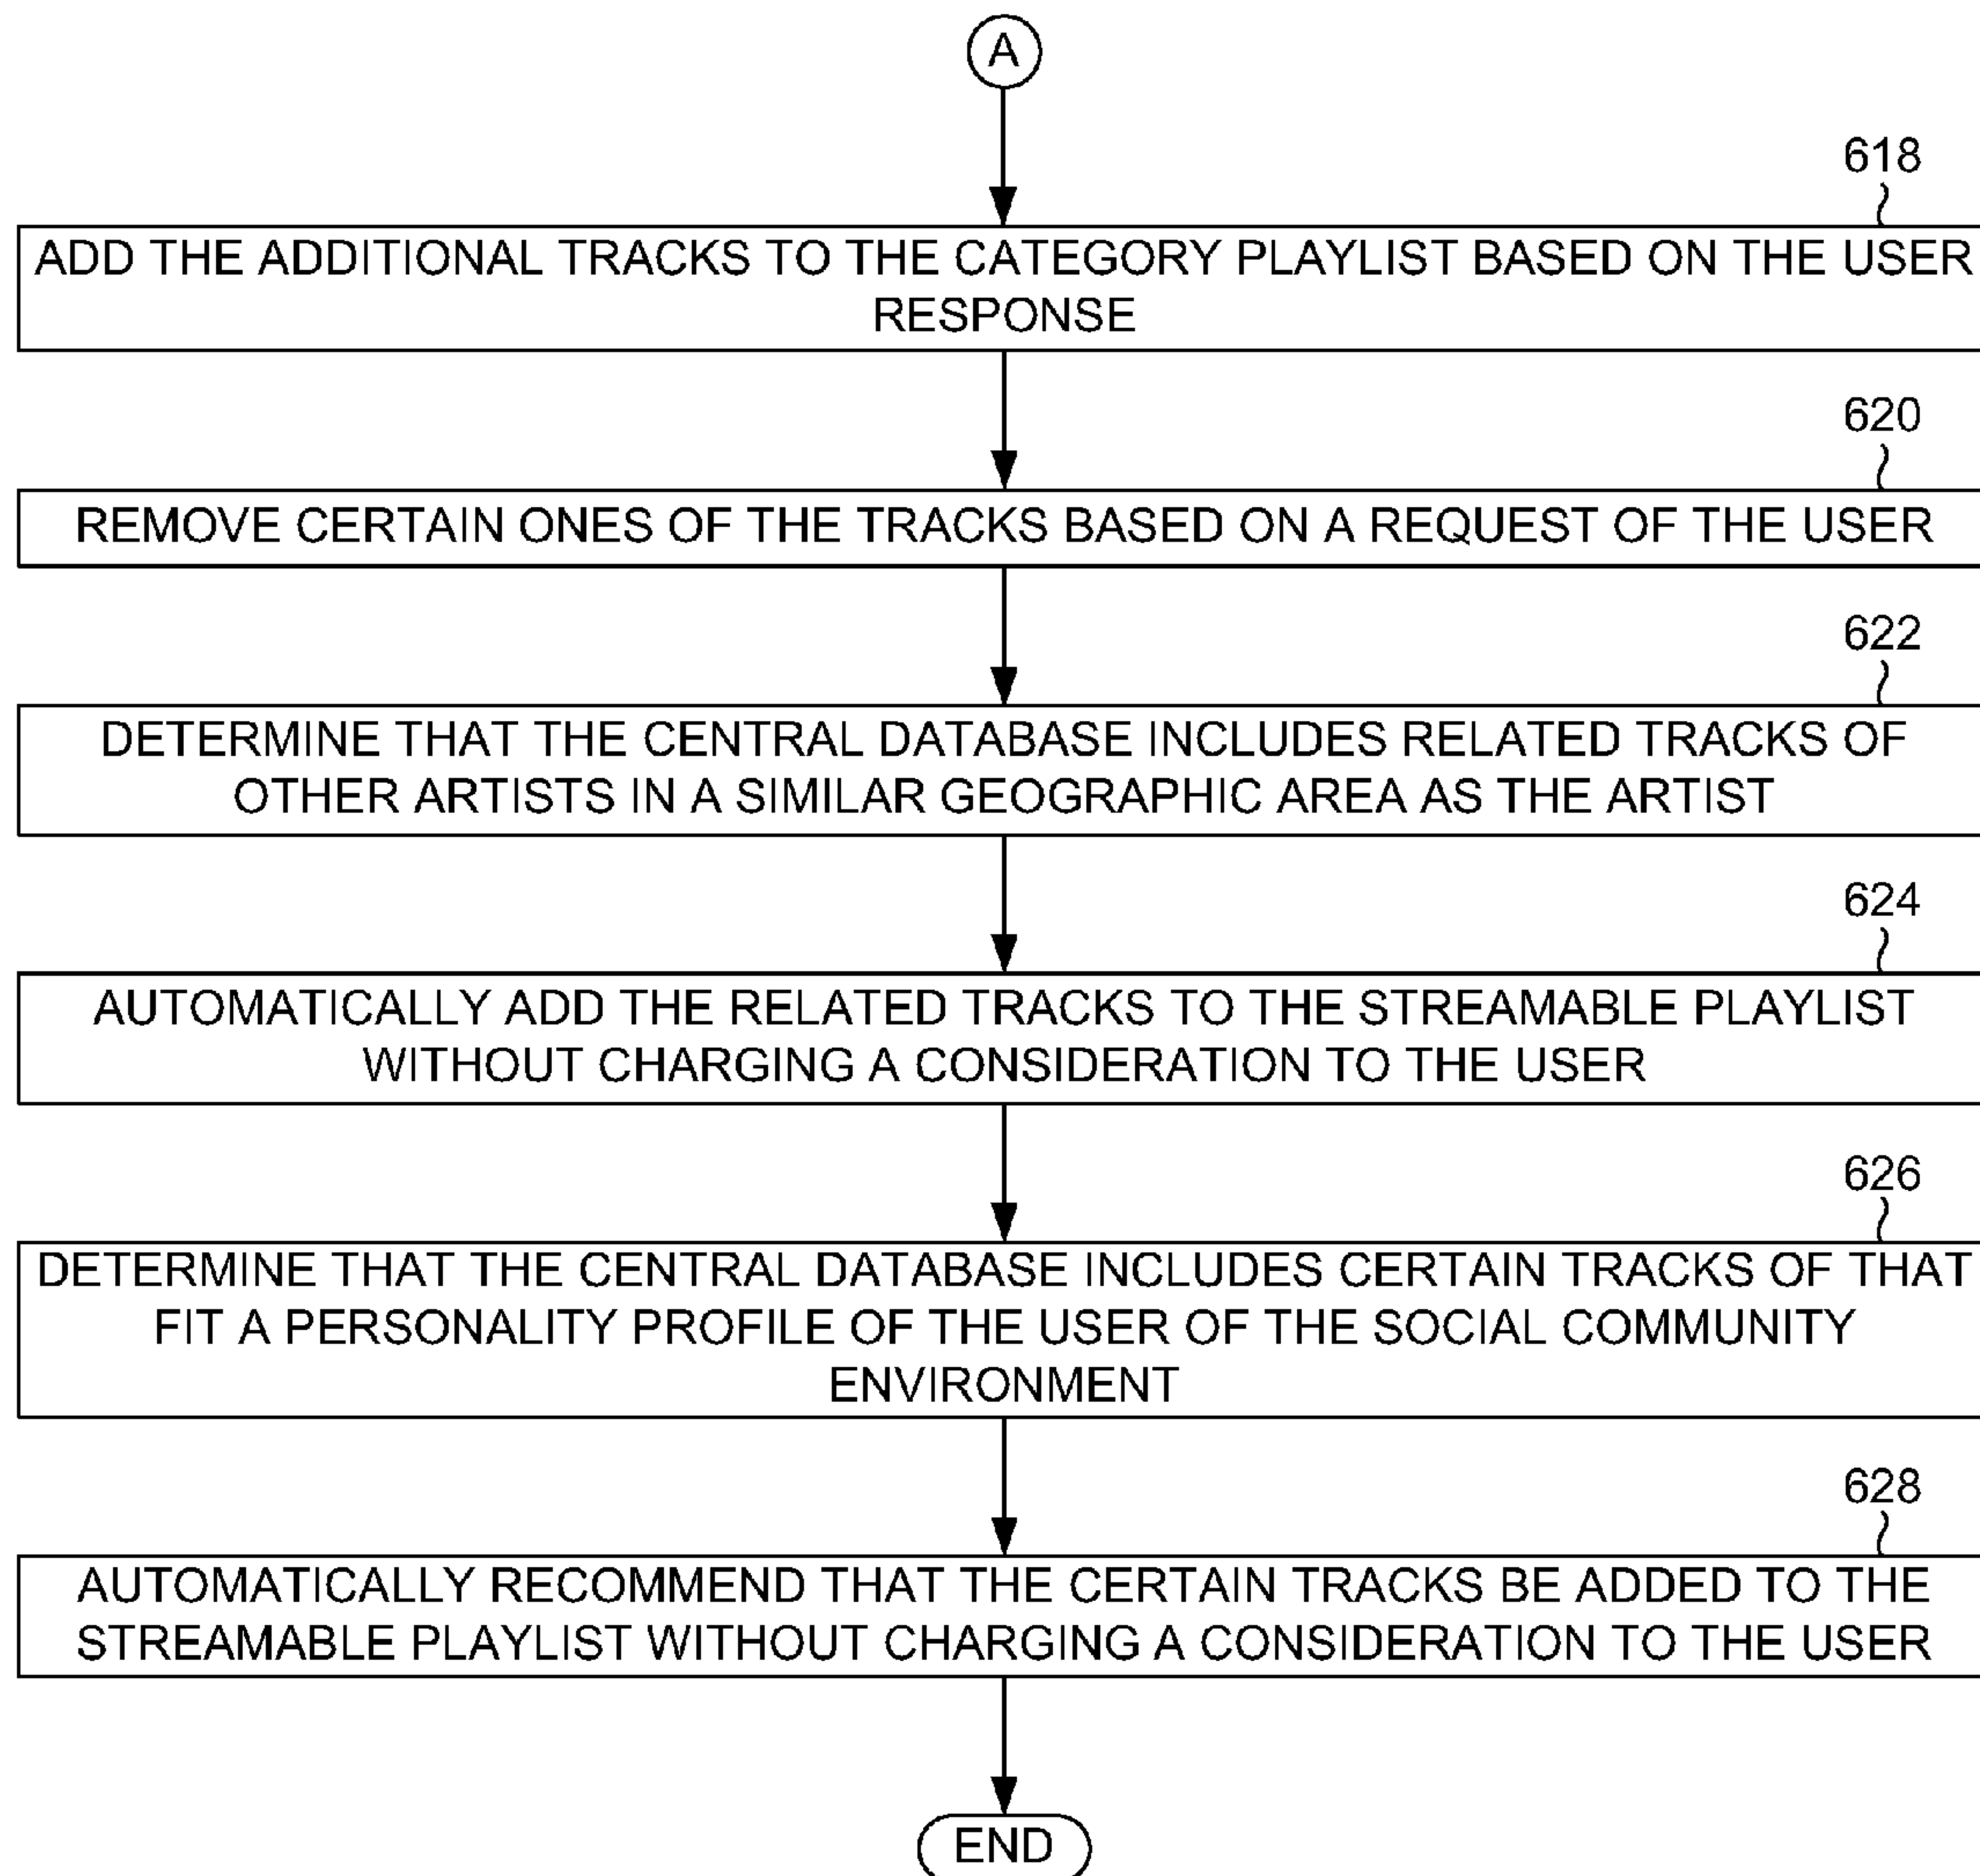 A
618
ADD THE ADDITIONAL TRACKS TO THE CATEGORY PLAYLIST BASED ON THE USER
RESPONSE
620
REMOVE CERTAIN ONES OF THE TRACKS BASED ON A REQUEST OF THE USER
622
DETERMINE THAT THE CENTRAL DATABASE INCLUDES RELATED TRACKS OF
OTHER ARTISTS IN A SIMILAR GEOGRAPHIC AREA AS THE ARTIST
624
AUTOMATICALLY ADD THE RELATED TRACKS TO THE STREAMABLE PLAYLIST
WITHOUT CHARGING A CONSIDERATION TO THE USER
626
DETERMINE THAT THE CENTRAL DATABASE INCLUDES CERTAIN TRACKS OF THAT
FIT A PERSONALITY PROFILE OF THE USER OF THE SOCIAL COMMUNITY
ENVIRONMENT
628
AUTOMATICALLY RECOMMEND THAT THE CERTAIN TRACKS BE ADDED TO THE
STREAMABLE PLAYLIST WITHOUT CHARGING A CONSIDERATION TO THE USER
END